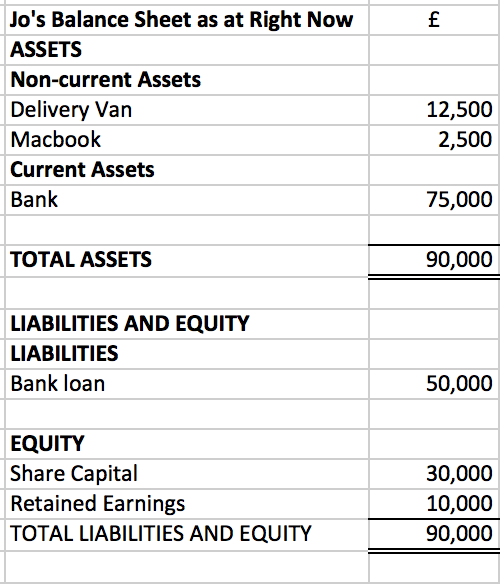 Jo's Balance Sheet as at Right Now £
ASSETS
Non-current Assets
Delivery Van 12,500
Macbook 2,500
Current Assets
Bank 75,000
TOTAL ASSETS 90,000
LIABILITIES AND EQUITY
LIABILITIES
Bank loan 50,000
EQUITY
Share Capital 30,000
Retained Earnings 10,000
TOTAL LIABILITIES AND EQUITY 90,000